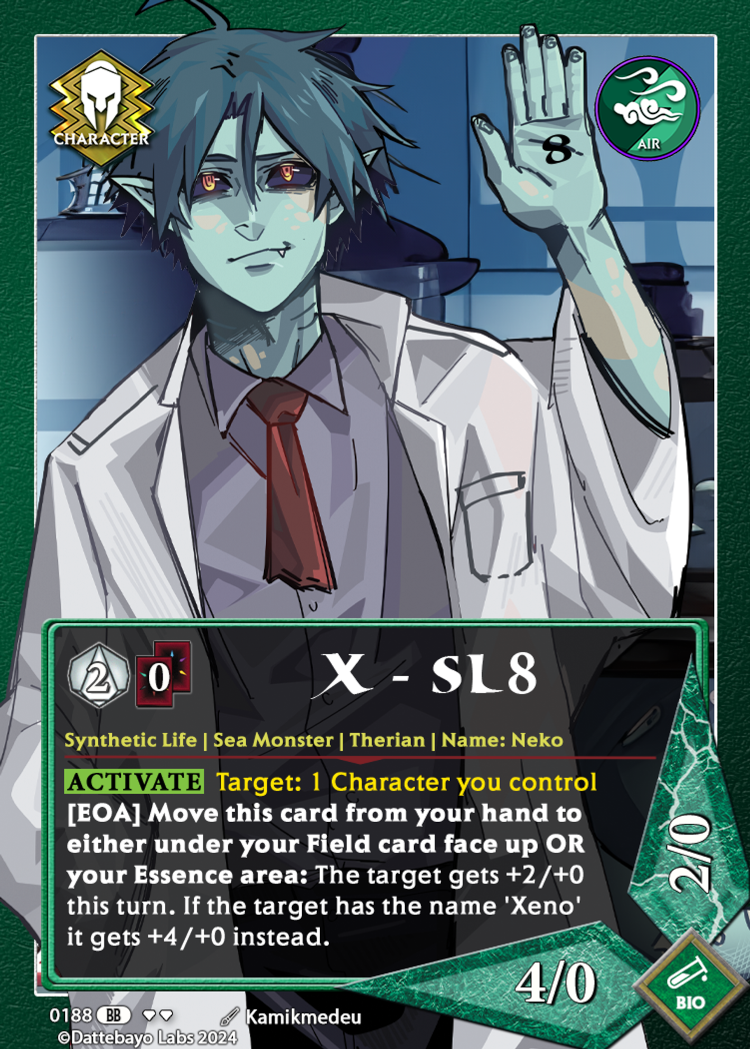 CHARACTER
8
AIR
2 0 X - SL8
Synthetic Life | Sea Monster | Therian | Name: Neko
ACTIVATE Target: 1 Character you control
[EOA] Move this card from your hand to
either under your Field card face up OR
your Essence area: The target gets +2/+0
this turn. If the target has the name 'Xeno'
it gets +4/+0 instead.
2/0
4/0
BIO
0188 BB Kamikmedeu
©Dattebayo Labs 2024